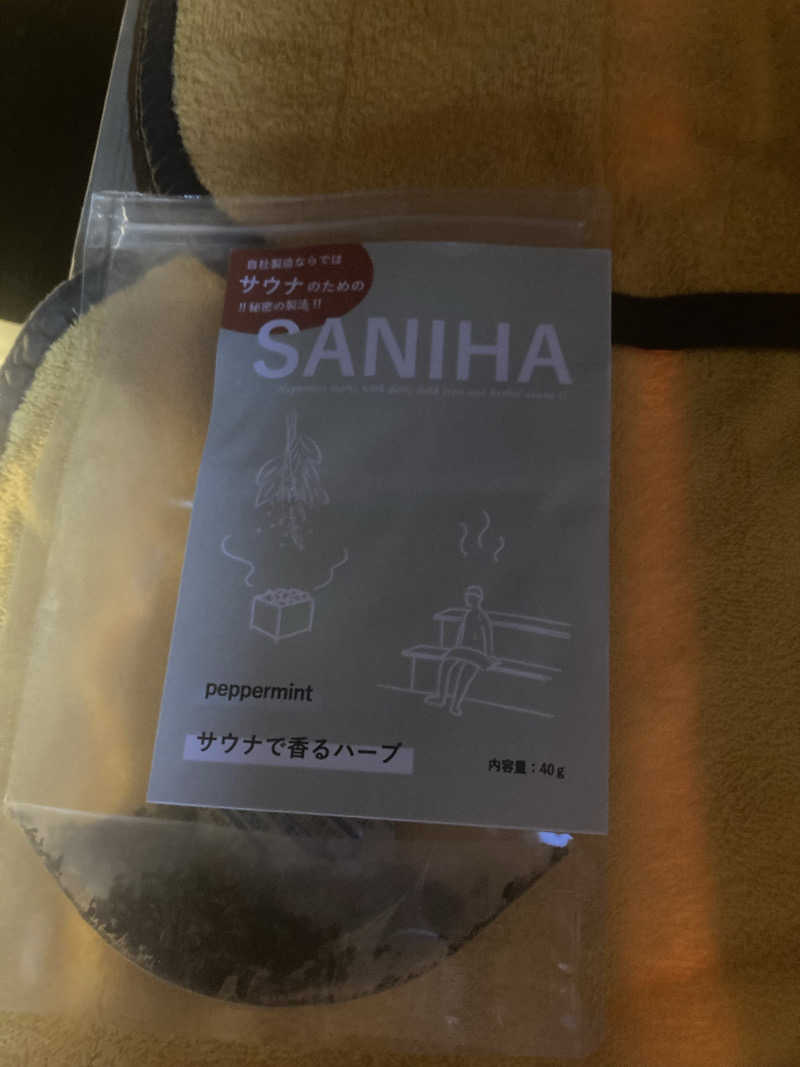 自社製造ならでは
サウナのための
!!秘密の製法!!
SANIHA
peppermint
サウナで香るハーブ
内容量：40g